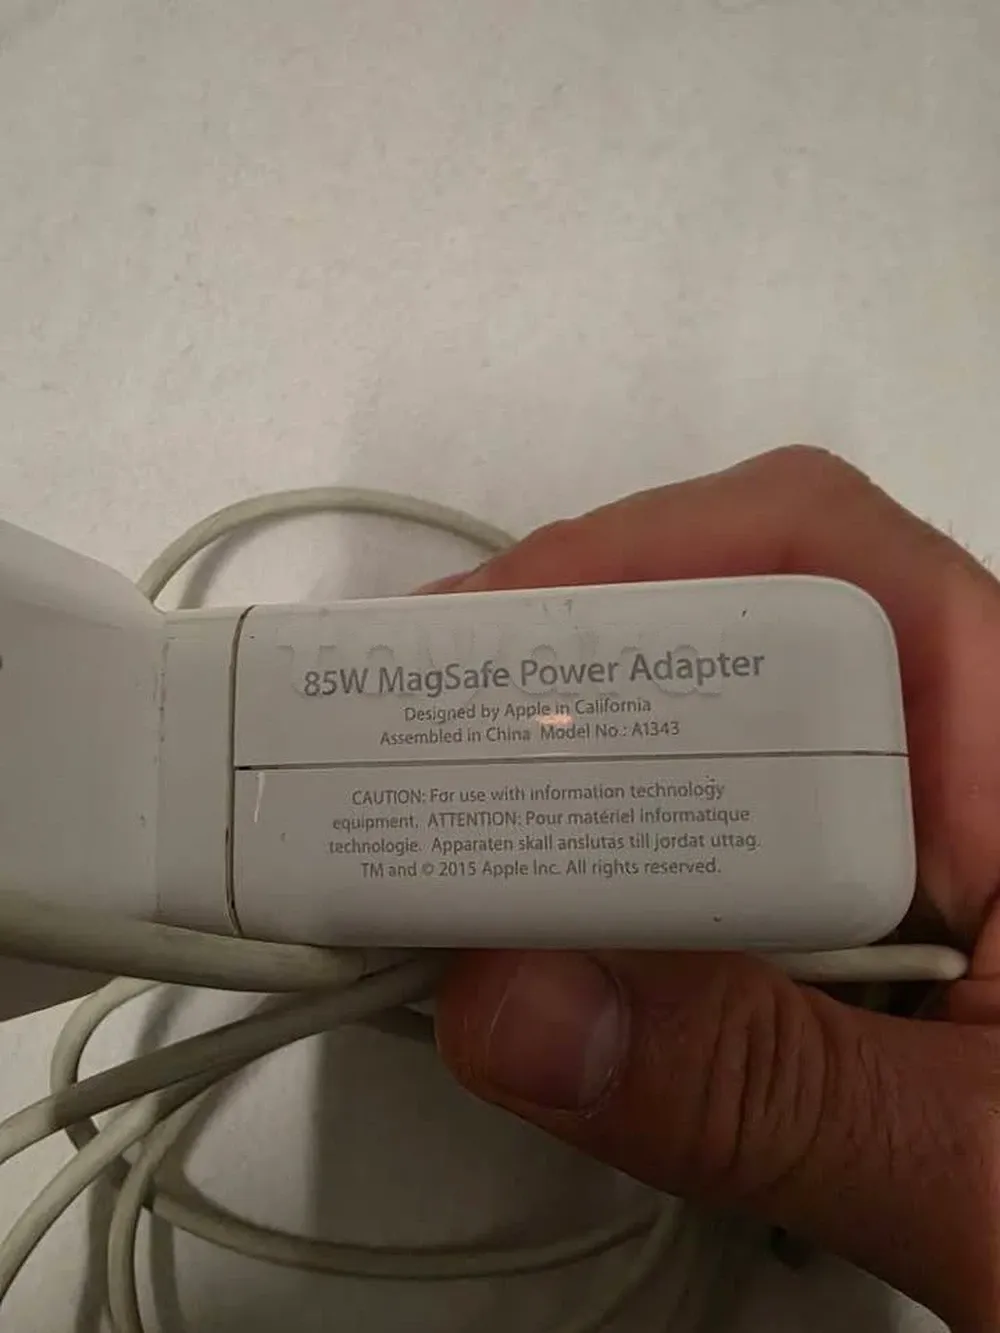 85W MagSafe Power Adapter
Designed by Apple in California
Assembled in China Model No.: A1343
CAUTION: For use with information technology
equipment. ATTENTION: Pour matériel informatique
technologie. Apparaten skall anslutas till jordat uttag.
TM and © 2015 Apple Inc. All rights reserved.